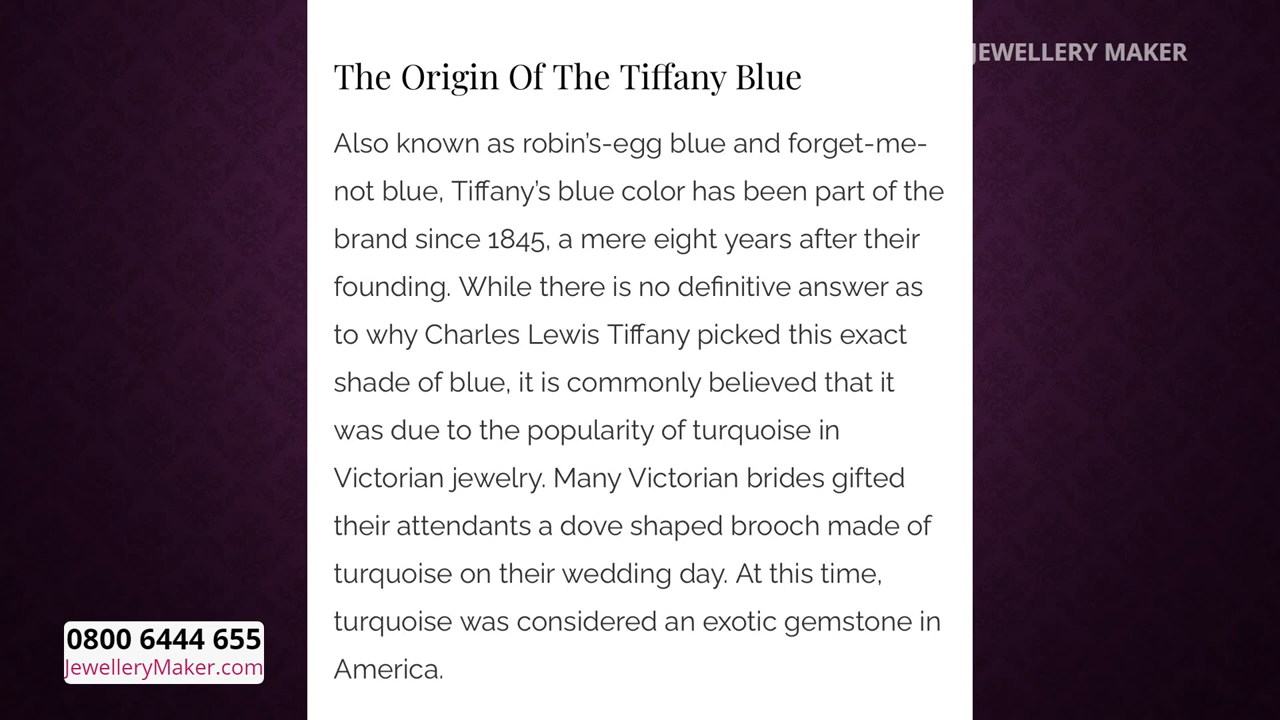 The Origin Of The Tiffany Blue
JEWELLERY MAKER
Also known as robin's-egg blue and forget-me-
not blue, Tiffany's blue color has been part of the
brand since 1845, a mere eight years after their
founding. While there is no definitive answer as
to why Charles Lewis Tiffany picked this exact
shade of blue, it is commonly believed that it
was due to the popularity of turquoise in
Victorian jewelry. Many Victorian brides gifted
their attendants a dove shaped brooch made of
turquoise on their wedding day. At this time,
turquoise was considered an exotic gemstone in
America.
0800 6444 655
JewelleryMaker.com